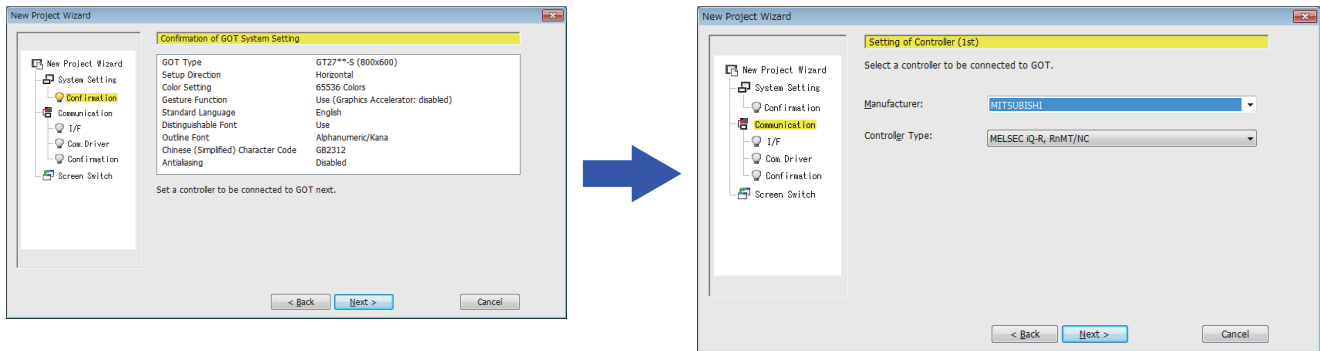 New Project Wizard
Confirmation of GOT System Setting
New Project Wizard
System Setting
Confirmation
Communication
I/F
Com. Driver
Confirmation
Screen Switch
GOT Type GT27**-S (800x600)
Setup Direction Horizontal
Color Setting 65536 Colors
Gesture Function Use (Graphics Accelerator: disabled)
Standard Language English
Distinguishable Font Use
Outline Font Alphanumeric/Kana
Chinese (Simplified) Character Code GB2312
Antialiasing Disabled
Set a controller to be connected to GOT next.
< Back Next > Cancel
New Project Wizard
Setting of Controller (1st)
New Project Wizard
System Setting
Confirmation
Communication
I/F
Com. Driver
Confirmation
Screen Switch
Select a controller to be connected to GOT.
Manufacturer: MITSUBISHI
Controller Type: MELSEC iQ-R, RnMT/NC
< Back Next > Cancel